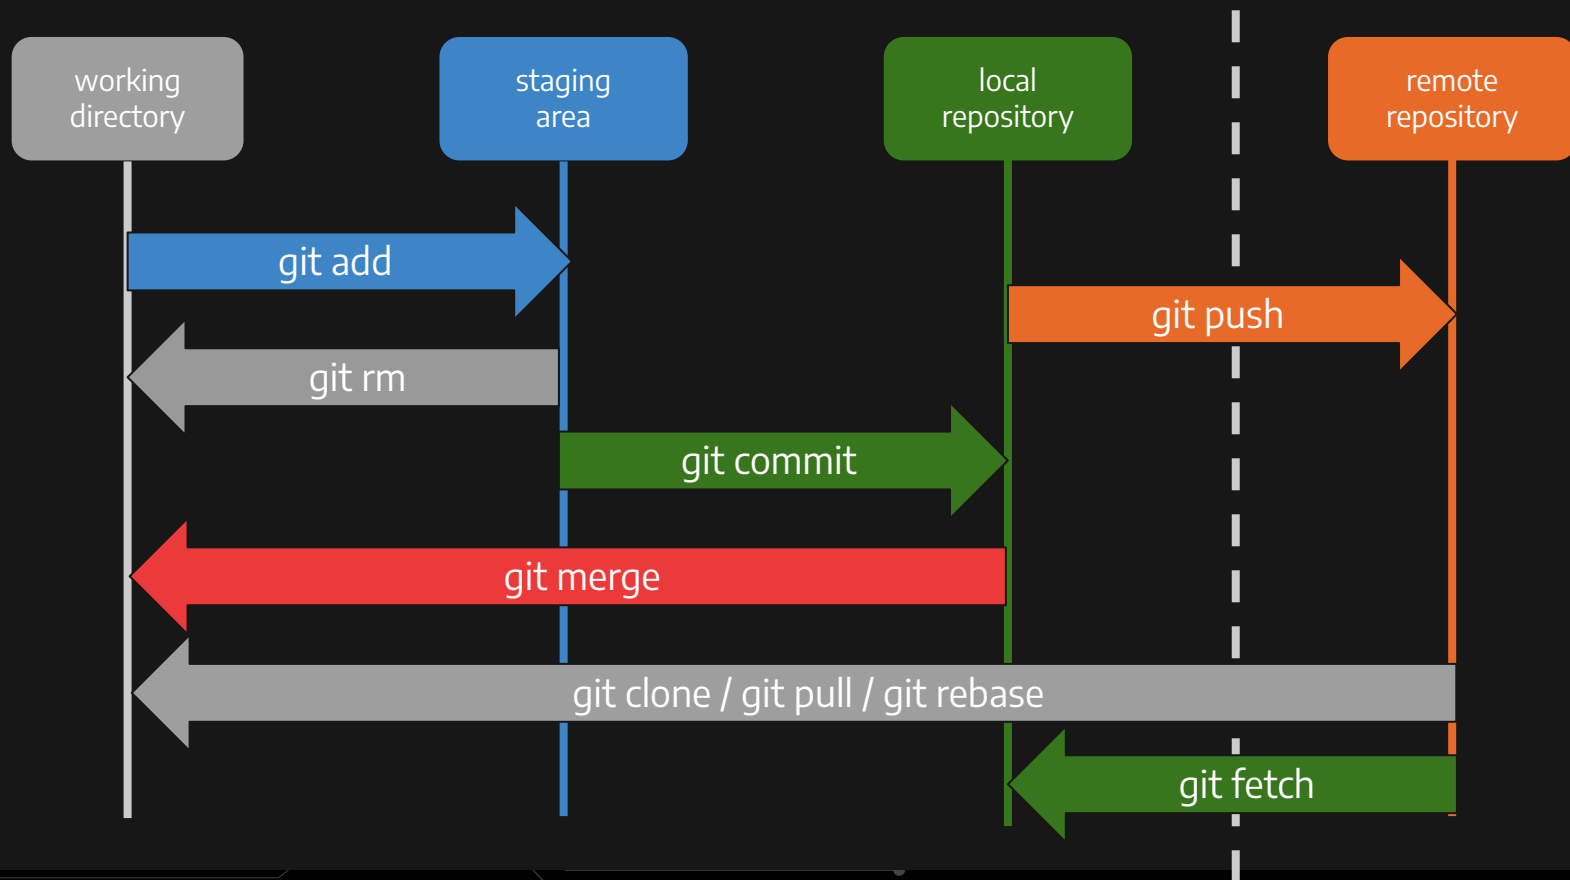 working
directory
staging
area
local
repository
remote
repository
git add
git push
git rm
git commit
git merge
git clone / git pull / git rebase
git fetch